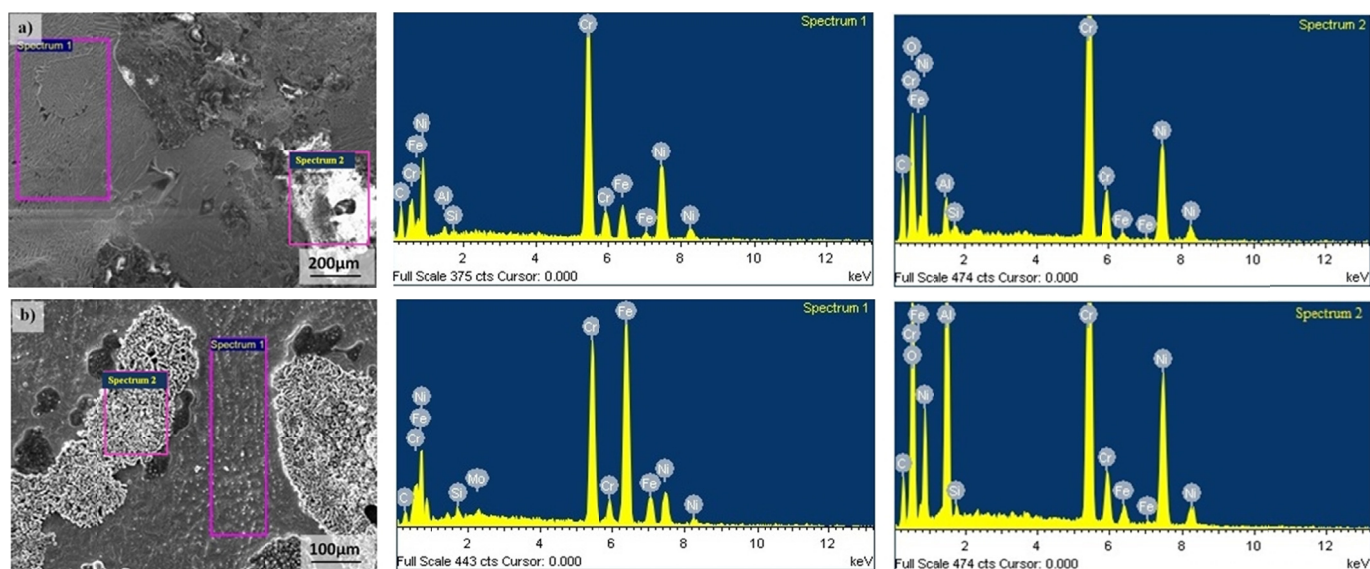 a)
Spectrum 1
Spectrum 2
200μm
Spectrum 1
Cr
Ni
Fe
Cr
C
Al
Si
Cr
Fe
Fe
Ni
Ni
2 4 6 8 10 12
Full Scale 375 cts Cursor: 0.000
keV
Spectrum 2
O
Ni
Cr
Fe
C
Al
Si
Cr
Cr
Fe
Fe
Ni
Ni
2 4 6 8 10 12
Full Scale 474 cts Cursor: 0.000
keV
b)
Spectrum 1
Spectrum 2
100μm
Spectrum 1
Ni
Fe
Cr
C
Si
Mo
Cr
Cr
Fe
Fe
Ni
Ni
2 4 6 8 10 12
Full Scale 443 cts Cursor: 0.000
keV
Spectrum 2
Fe
Cr
O
Ni
C
Al
Si
Cr
Cr
Fe
Fe
Ni
Ni
2 4 6 8 10 12
Full Scale 474 cts Cursor: 0.000
keV